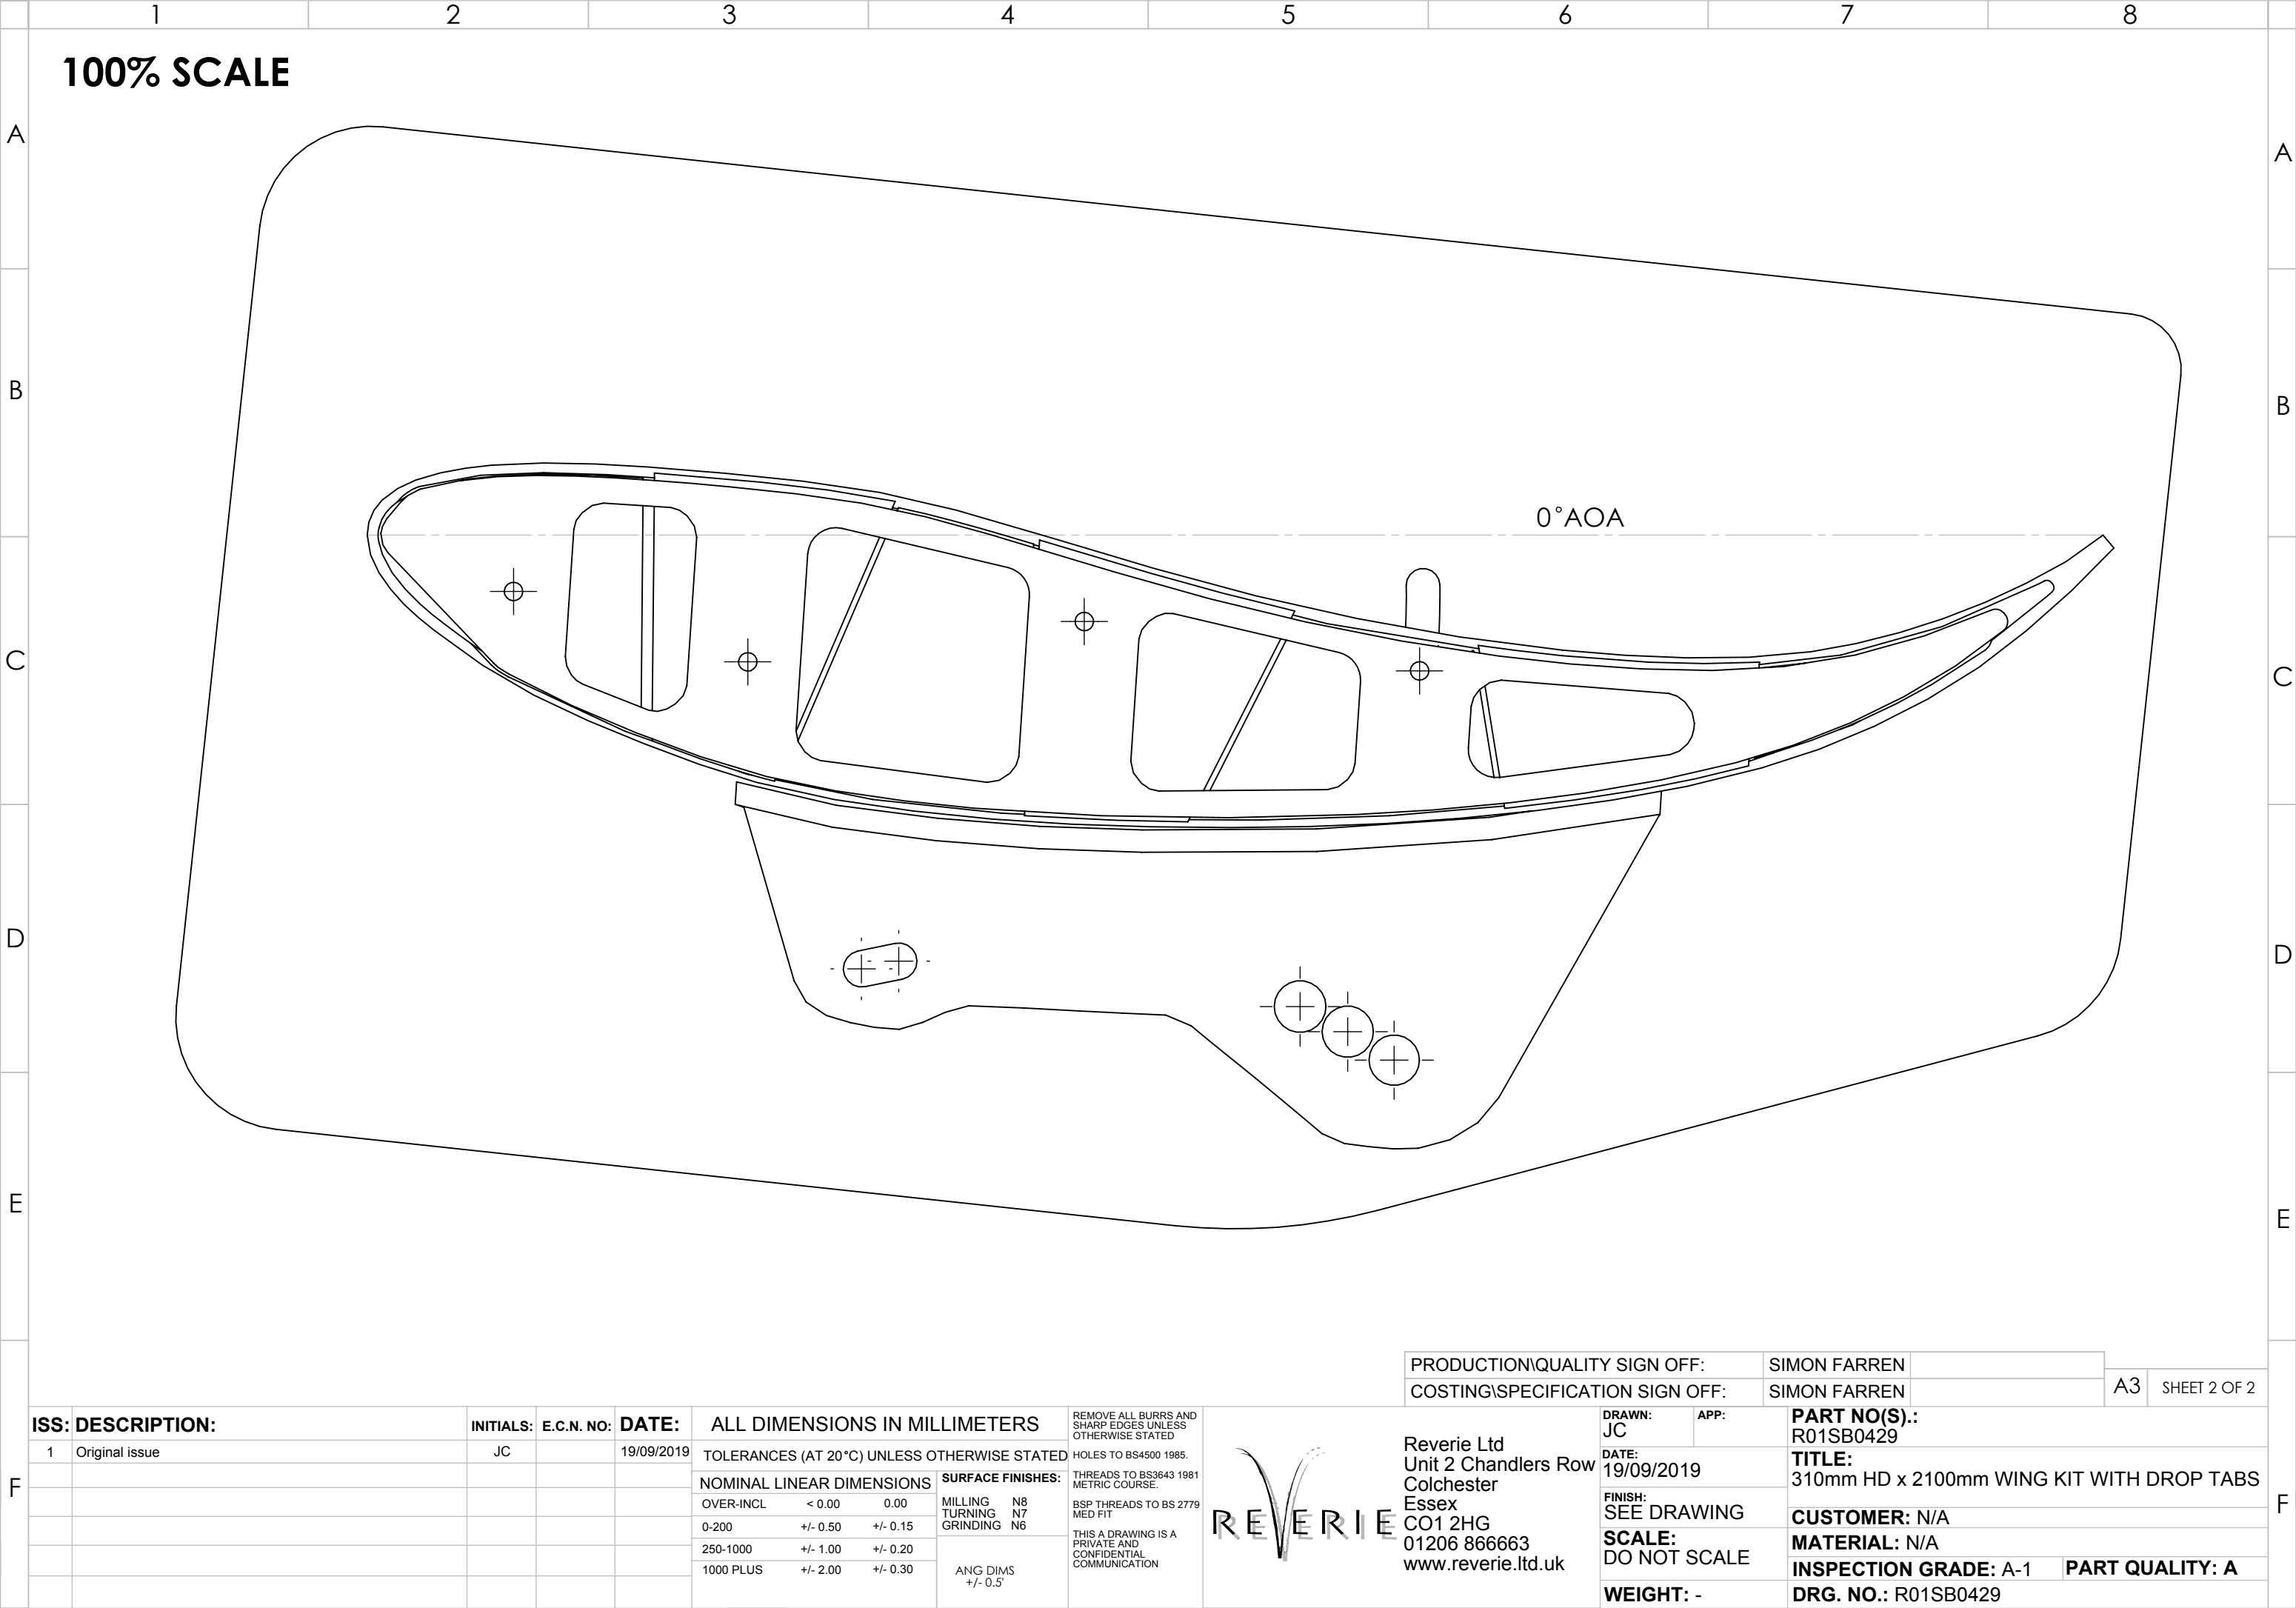 1 2 3 4 5 6 7 8
100% SCALE
A A
B B
0°AOA
C C
D D
E E
PRODUCTION\QUALITY SIGN OFF: SIMON FARREN
COSTING\SPECIFICATION SIGN OFF: SIMON FARREN
A3 SHEET 2 OF 2
F F
ISS: DESCRIPTION: INITIALS: E.C.N. NO: DATE:
1 Original issue JC 19/09/2019
ALL DIMENSIONS IN MILLIMETERS
TOLERANCES (AT 20°C) UNLESS OTHERWISE STATED
NOMINAL LINEAR DIMENSIONS
OVER-INCL < 0.00 0.00
0-200 +/- 0.50 +/- 0.15
250-1000 +/- 1.00 +/- 0.20
1000 PLUS +/- 2.00 +/- 0.30
SURFACE FINISHES:
MILLING N8
TURNING N7
GRINDING N6
ANG DIMS
+/- 0.5'
REMOVE ALL BURRS AND
SHARP EDGES UNLESS
OTHERWISE STATED
HOLES TO BS4500 1985.
THREADS TO BS3643 1981
METRIC COURSE.
BSP THREADS TO BS 2779
MED FIT
THIS A DRAWING IS A
PRIVATE AND
CONFIDENTIAL
COMMUNICATION
REVERIE
Reverie Ltd
Unit 2 Chandlers Row
Colchester
Essex
CO1 2HG
01206 866663
www.reverie.ltd.uk
DRAWN: APP:
JC
DATE:
19/09/2019
FINISH:
SEE DRAWING
SCALE:
DO NOT SCALE
WEIGHT: -
PART NO(S).:
R01SB0429
TITLE:
310mm HD x 2100mm WING KIT WITH DROP TABS
CUSTOMER: N/A
MATERIAL: N/A
INSPECTION GRADE: A-1 PART QUALITY: A
DRG. NO.: R01SB0429